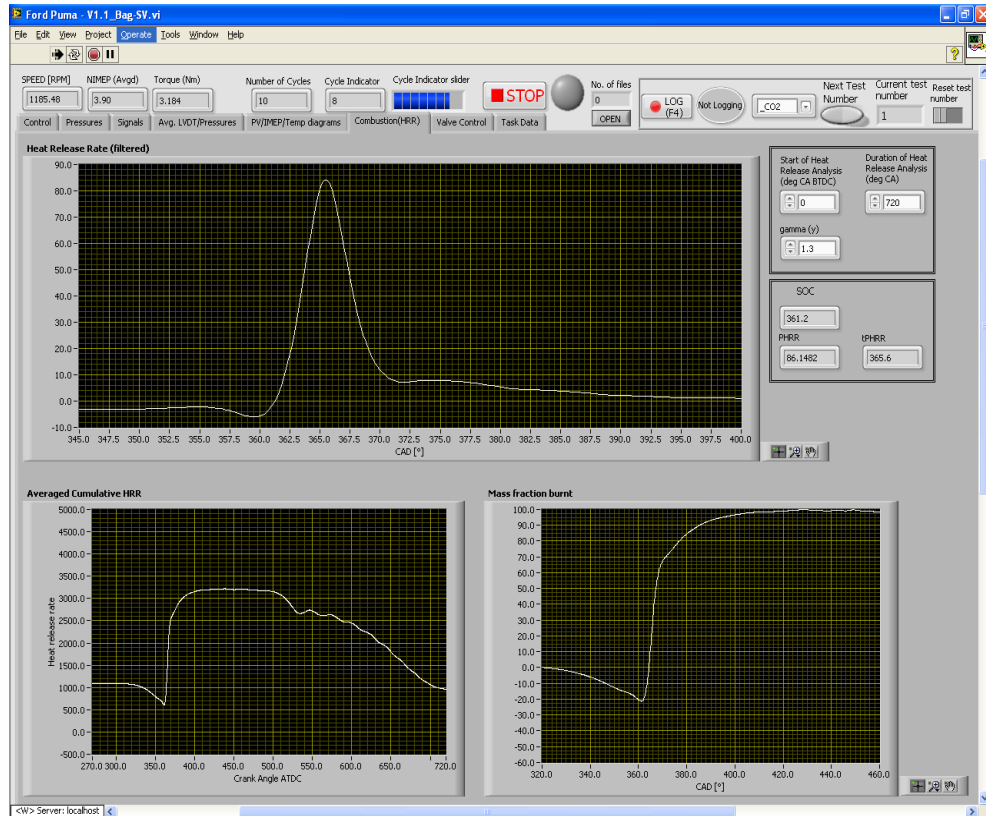 Ford Puma - V1.1_Bag-SV.vi
File Edit View Project Operate Tools Window Help
SPEED [RPM] NIMEP (Avgd) Torque (Nm) Number of Cycles Cycle Indicator Cycle Indicator slider No. of files Next Test Number Current test number Reset test number
1185.48 3.90 3.184 10 8 STOP 0 OPEN LOG (F4) Not Logging _CO2 1
Control Pressures Signals Avg. LVDT/Pressures PV/IMEP/Temp diagrams Combustion(HRR) Valve Control Task Data
Heat Release Rate (filtered)
90.0
80.0
70.0
60.0
50.0
40.0
30.0
20.0
10.0
0.0
-10.0
345.0 347.5 350.0 352.5 355.0 357.5 360.0 362.5 365.0 367.5 370.0 372.5 375.0 377.5 380.0 382.5 385.0 387.5 390.0 392.5 395.0 397.5 400.0
CAD [°]
Start of Heat Release Analysis (deg CA BTDC)
0
Duration of Heat Release Analysis (deg CA)
720
gamma (y)
1.3
SOC
361.2
PHRR tPHRR
86.1482 365.6
Averaged Cumulative HRR
Heat release rate
5000.0
4500.0
4000.0
3500.0
3000.0
2500.0
2000.0
1500.0
1000.0
500.0
0.0
-500.0
270.0 300.0 350.0 400.0 450.0 500.0 550.0 600.0 650.0 720.0
Crank Angle ATDC
Mass fraction burnt
100.0
90.0
80.0
70.0
60.0
50.0
40.0
30.0
20.0
10.0
0.0
-10.0
-20.0
-30.0
-40.0
-50.0
-60.0
320.0 340.0 360.0 380.0 400.0 420.0 440.0 460.0
CAD [°]
<W> Server: localhost